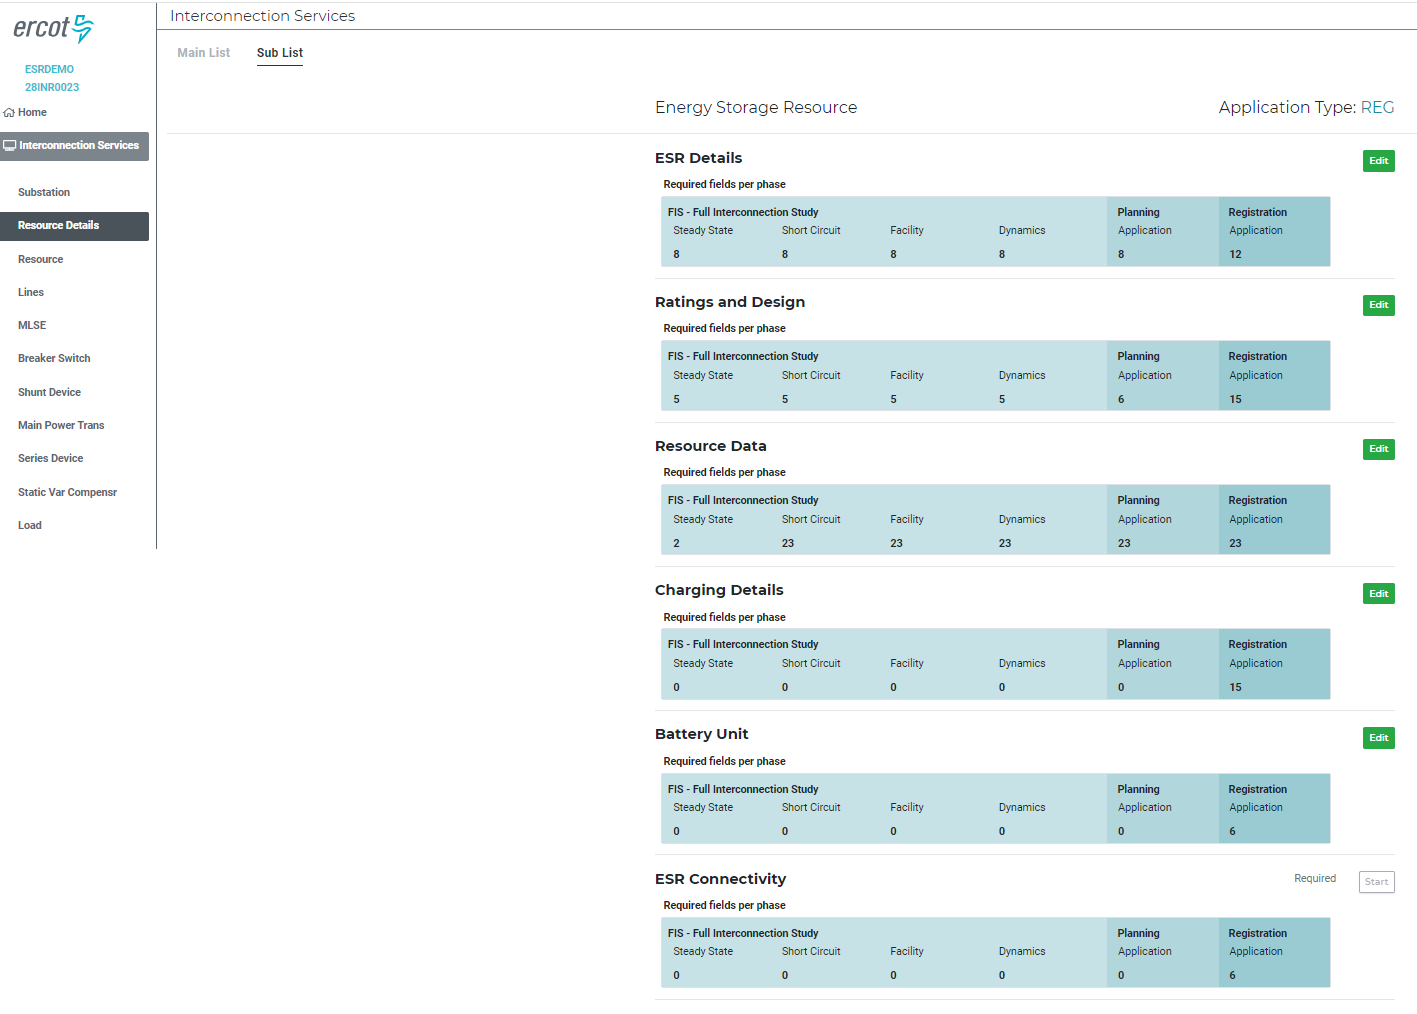 Interconnection Services
ercot
Main List Sub List
ESRDEMO
28INR0023
Home
Interconnection Services
Substation
Resource Details
Resource
Lines
MLSE
Breaker Switch
Shunt Device
Main Power Trans
Series Device
Static Var Compensr
Load
Energy Storage Resource Application Type: REG
ESR Details Edit
Required fields per phase
FIS - Full Interconnection Study Planning Registration
Steady State Short Circuit Facility Dynamics Application Application
8 8 8 8 8 12
Ratings and Design Edit
Required fields per phase
FIS - Full Interconnection Study Planning Registration
Steady State Short Circuit Facility Dynamics Application Application
5 5 5 5 6 15
Resource Data Edit
Required fields per phase
FIS - Full Interconnection Study Planning Registration
Steady State Short Circuit Facility Dynamics Application Application
2 23 23 23 23 23
Charging Details Edit
Required fields per phase
FIS - Full Interconnection Study Planning Registration
Steady State Short Circuit Facility Dynamics Application Application
0 0 0 0 0 15
Battery Unit Edit
Required fields per phase
FIS - Full Interconnection Study Planning Registration
Steady State Short Circuit Facility Dynamics Application Application
0 0 0 0 0 6
ESR Connectivity Required Start
Required fields per phase
FIS - Full Interconnection Study Planning Registration
Steady State Short Circuit Facility Dynamics Application Application
0 0 0 0 0 6